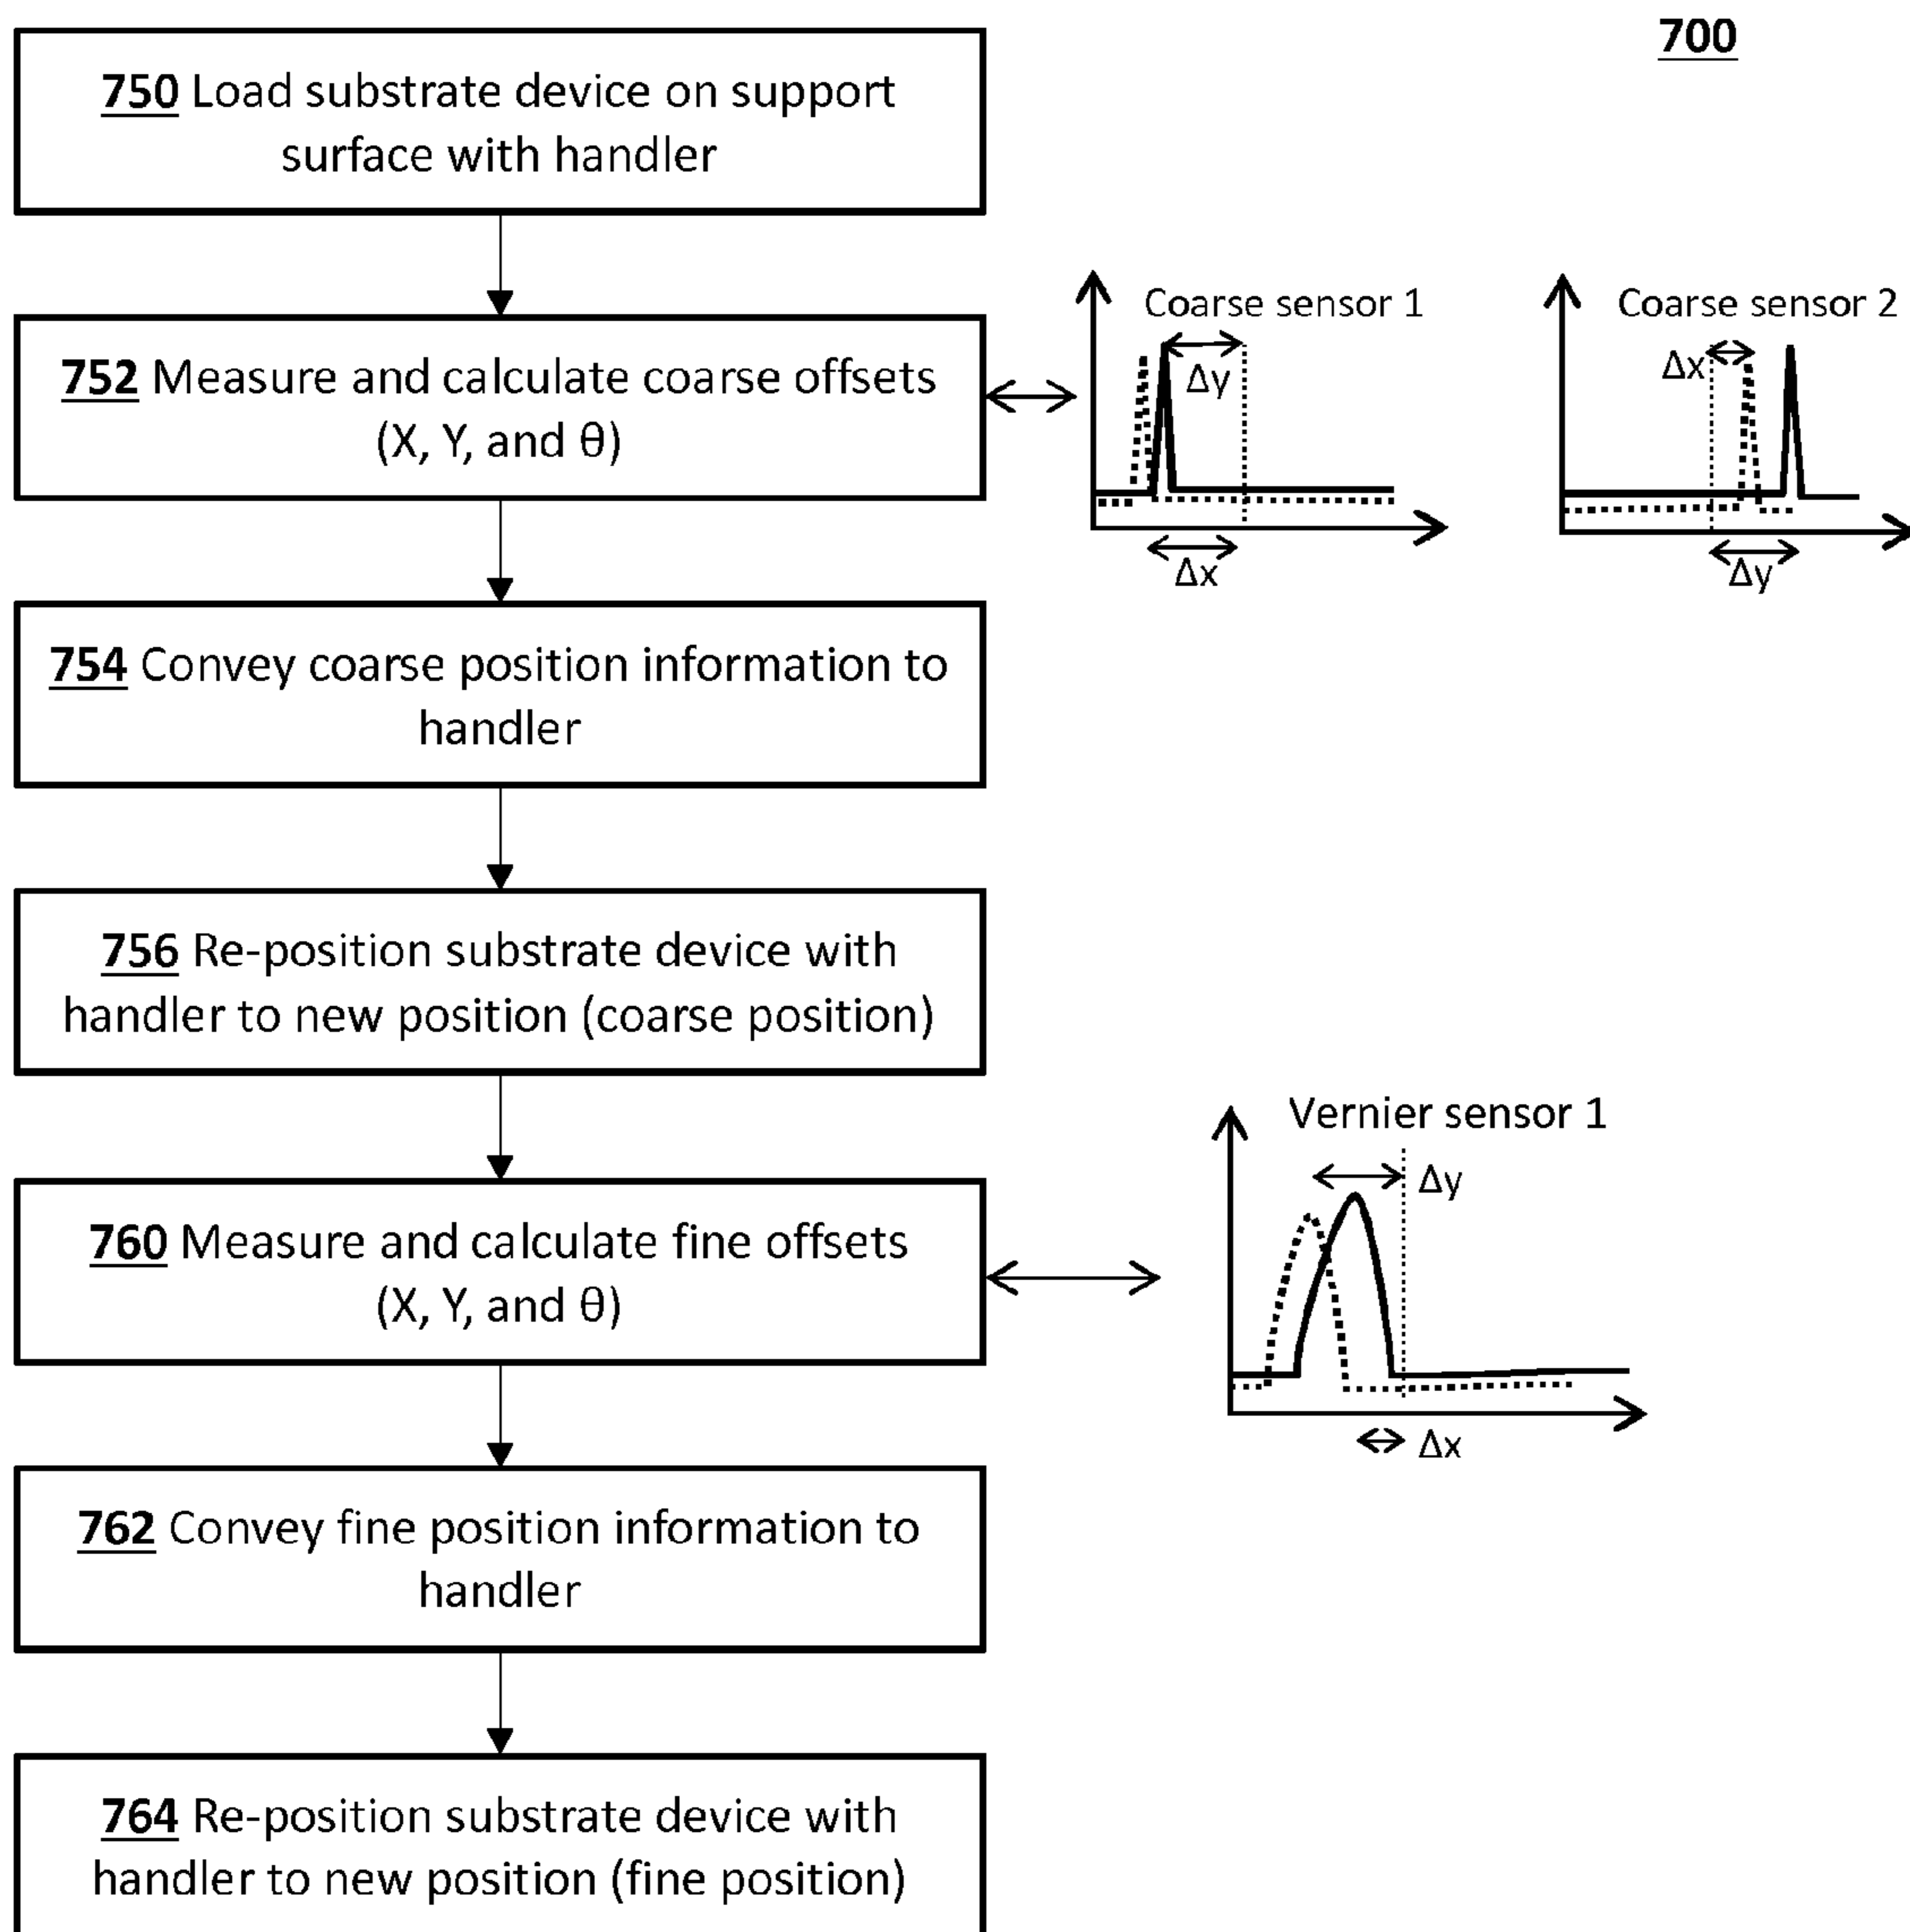 700
750 Load substrate device on support
surface with handler
752 Measure and calculate coarse offsets
(X, Y, and θ)
Coarse sensor 1
Δy
Δx
Coarse sensor 2
Δx
Δy
754 Convey coarse position information to
handler
756 Re-position substrate device with
handler to new position (coarse position)
760 Measure and calculate fine offsets
(X, Y, and θ)
Vernier sensor 1
Δy
Δx
762 Convey fine position information to
handler
764 Re-position substrate device with
handler to new position (fine position)